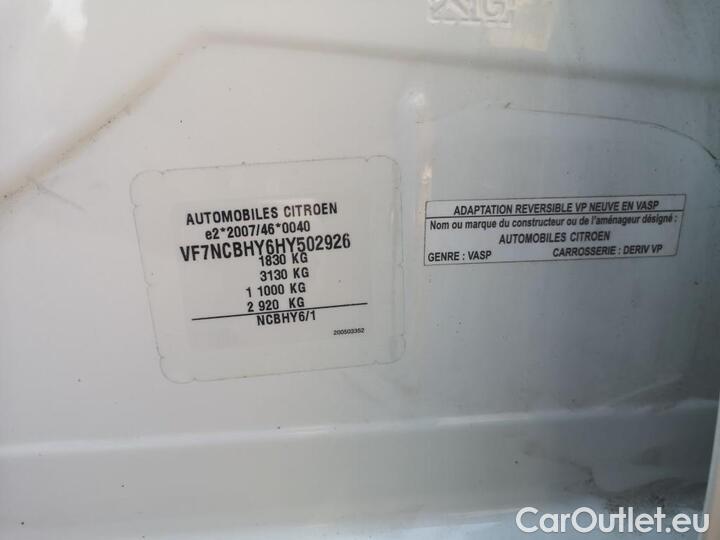 AUTOMOBILES CITROEN
e2*2007/46*0040
VF7NCBHY6HY502926
1830 KG
3130 KG
1 1000 KG
2 920 KG
NCBHY6/1
200503352
ADAPTATION REVERSIBLE VP NEUVE EN VASP
Nom ou marque du constructeur ou de l'aménageur désigné :
AUTOMOBILES CITROEN
GENRE : VASP CARROSSERIE : DERIV VP
CarOutlet.eu